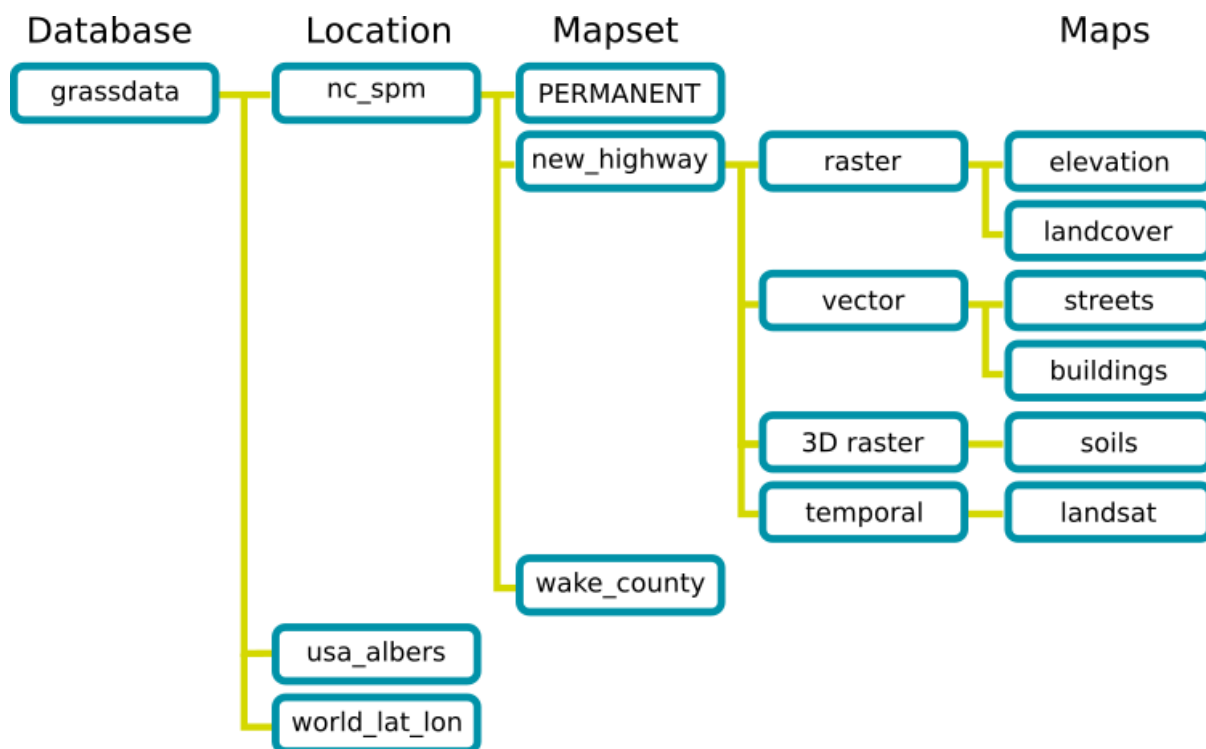 Database Location Mapset Maps
grassdata nc_spm PERMANENT
new_highway raster elevation
landcover
vector streets
buildings
3D raster soils
temporal landsat
wake_county
usa_albers
world_lat_lon